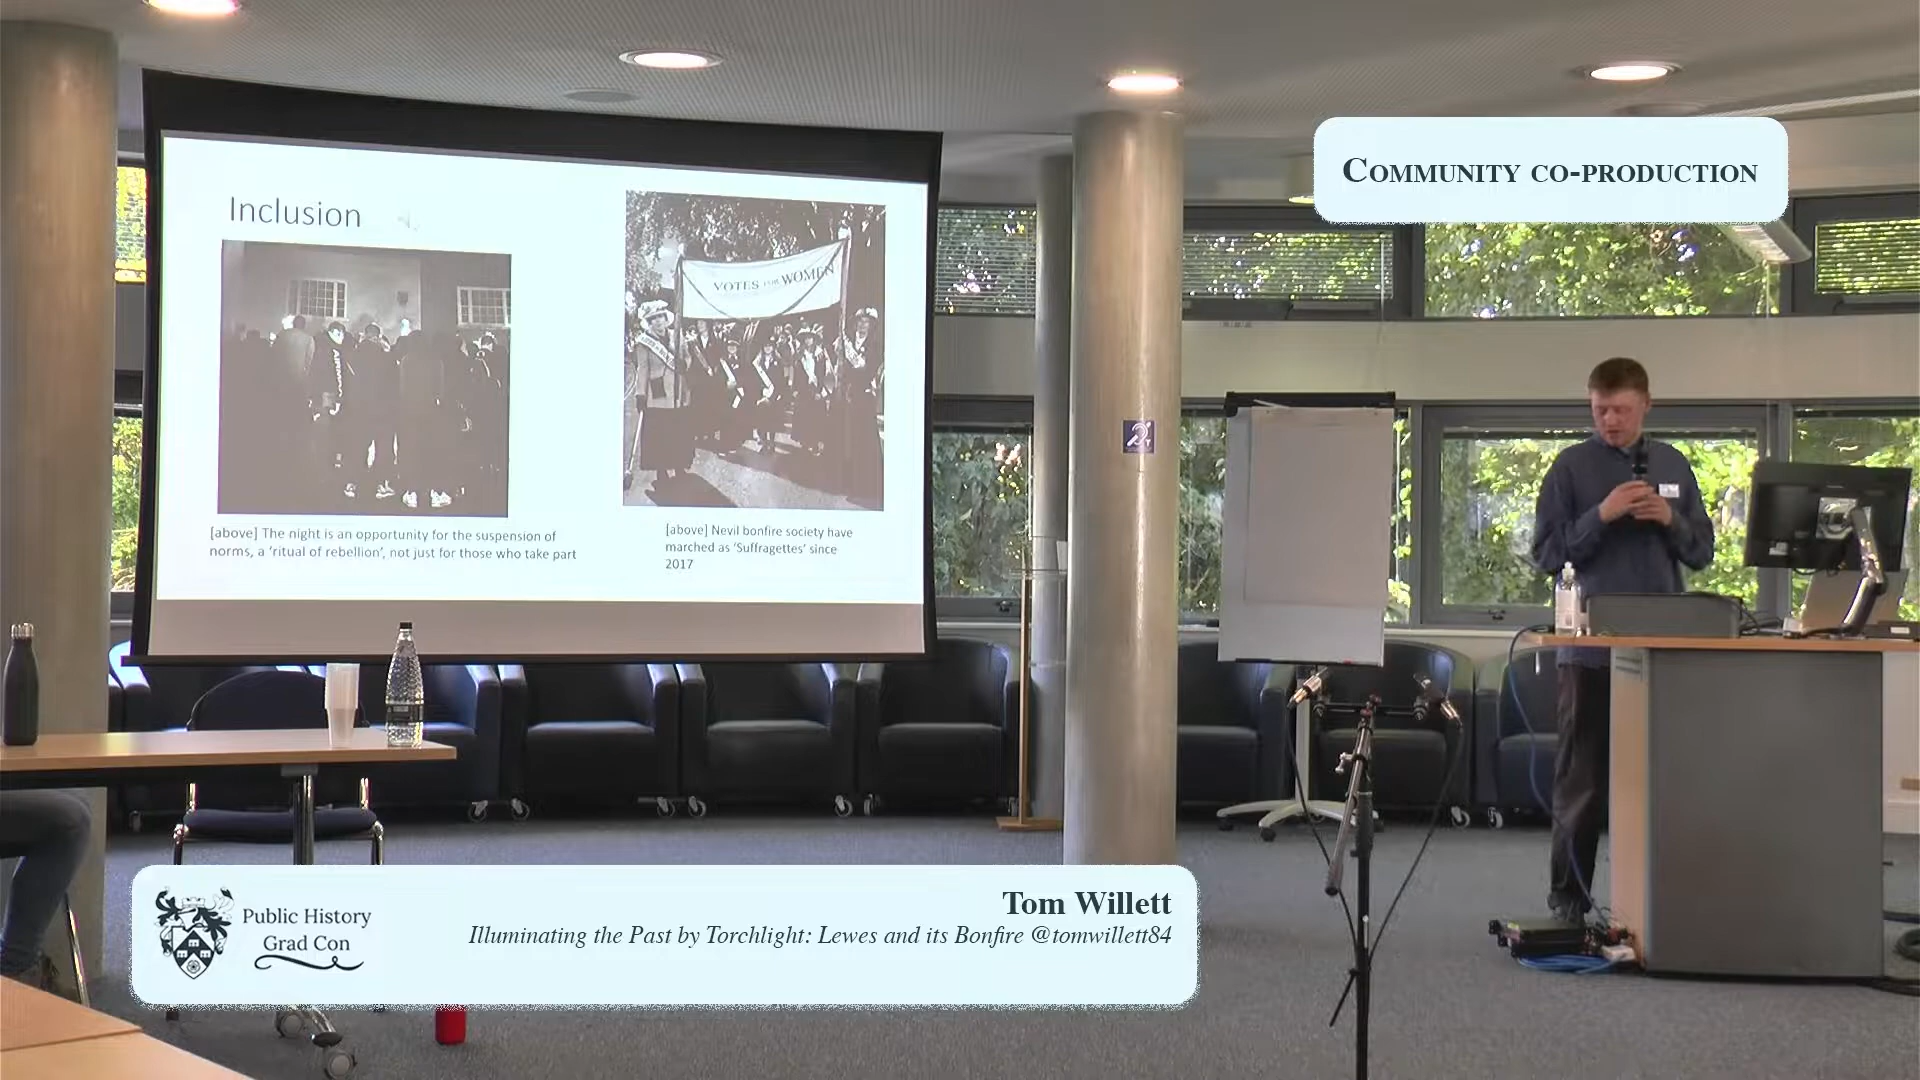 COMMUNITY CO-PRODUCTION
Inclusion
VOTES FOR WOMEN
[above] The night is an opportunity for the suspension of
norms, a ‘ritual of rebellion’, not just for those who take part
[above] Nevil bonfire society have
marched as ‘Suffragettes’ since
2017
T
Public History
Grad Con
Tom Willett
Illuminating the Past by Torchlight: Lewes and its Bonfire @tomwillett84